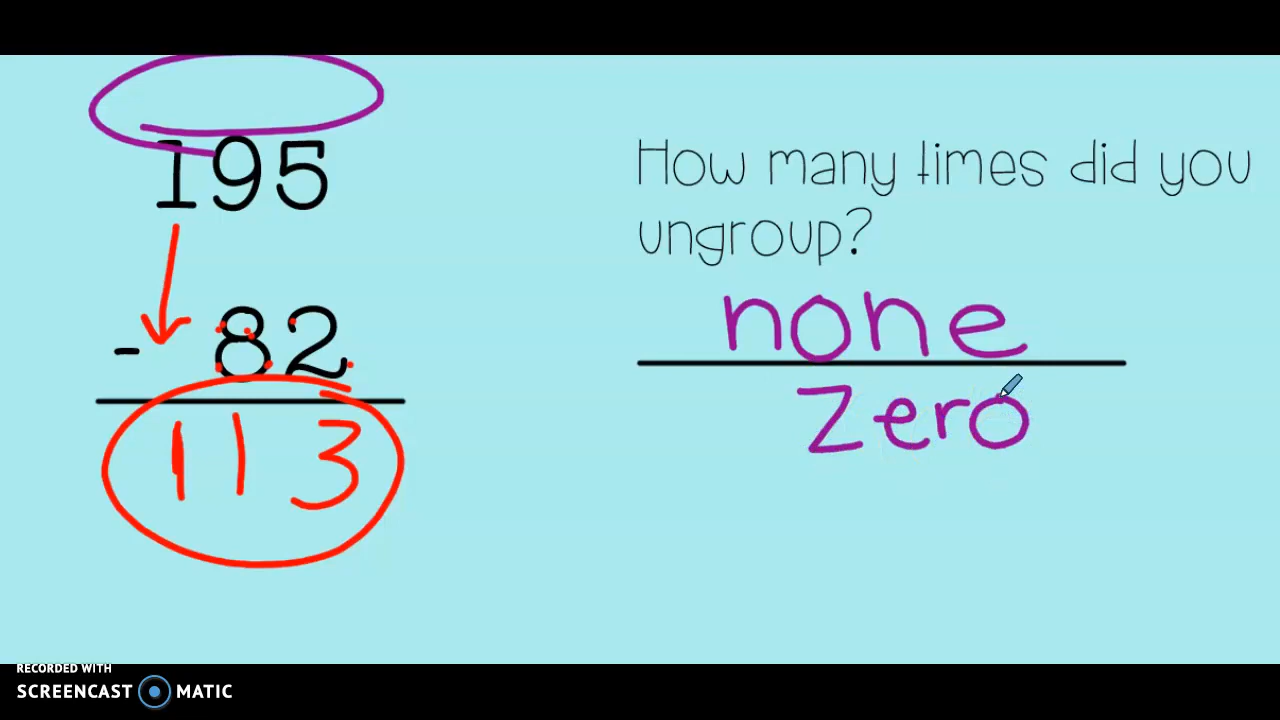 195
- 82
113
How many times did you
ungroup?
none
zero
RECORDED WITH
SCREENCAST MATIC